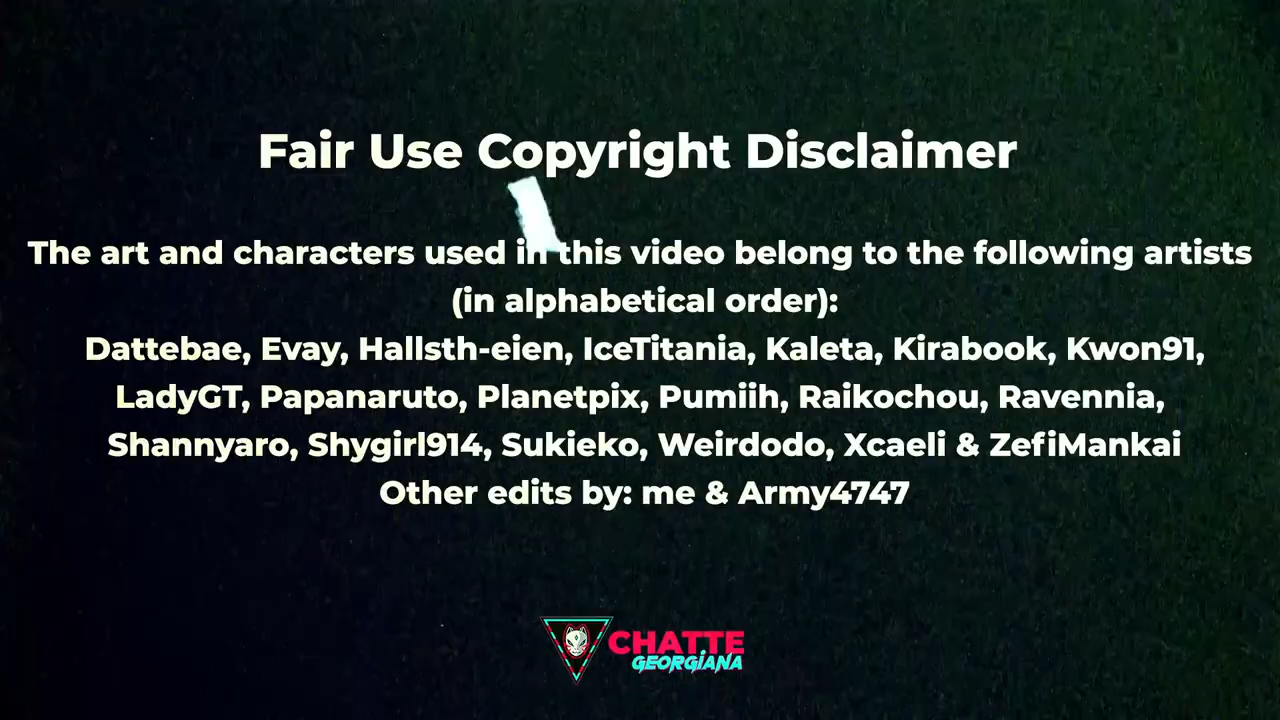 Fair Use Copyright Disclaimer
The art and characters used in this video belong to the following artists
(in alphabetical order):
Dattebae, Evay, Hallsth-eien, IceTitania, Kaleta, Kirabook, Kwon91,
LadyGT, Papanaruto, Planetpix, Pumiih, Raikochou, Ravennia,
Shannyaro, Shygirl914, Sukieko, Weirdodo, Xcaeli & ZefiMankai
Other edits by: me & Army4747
CHATTE
GEORGIANA